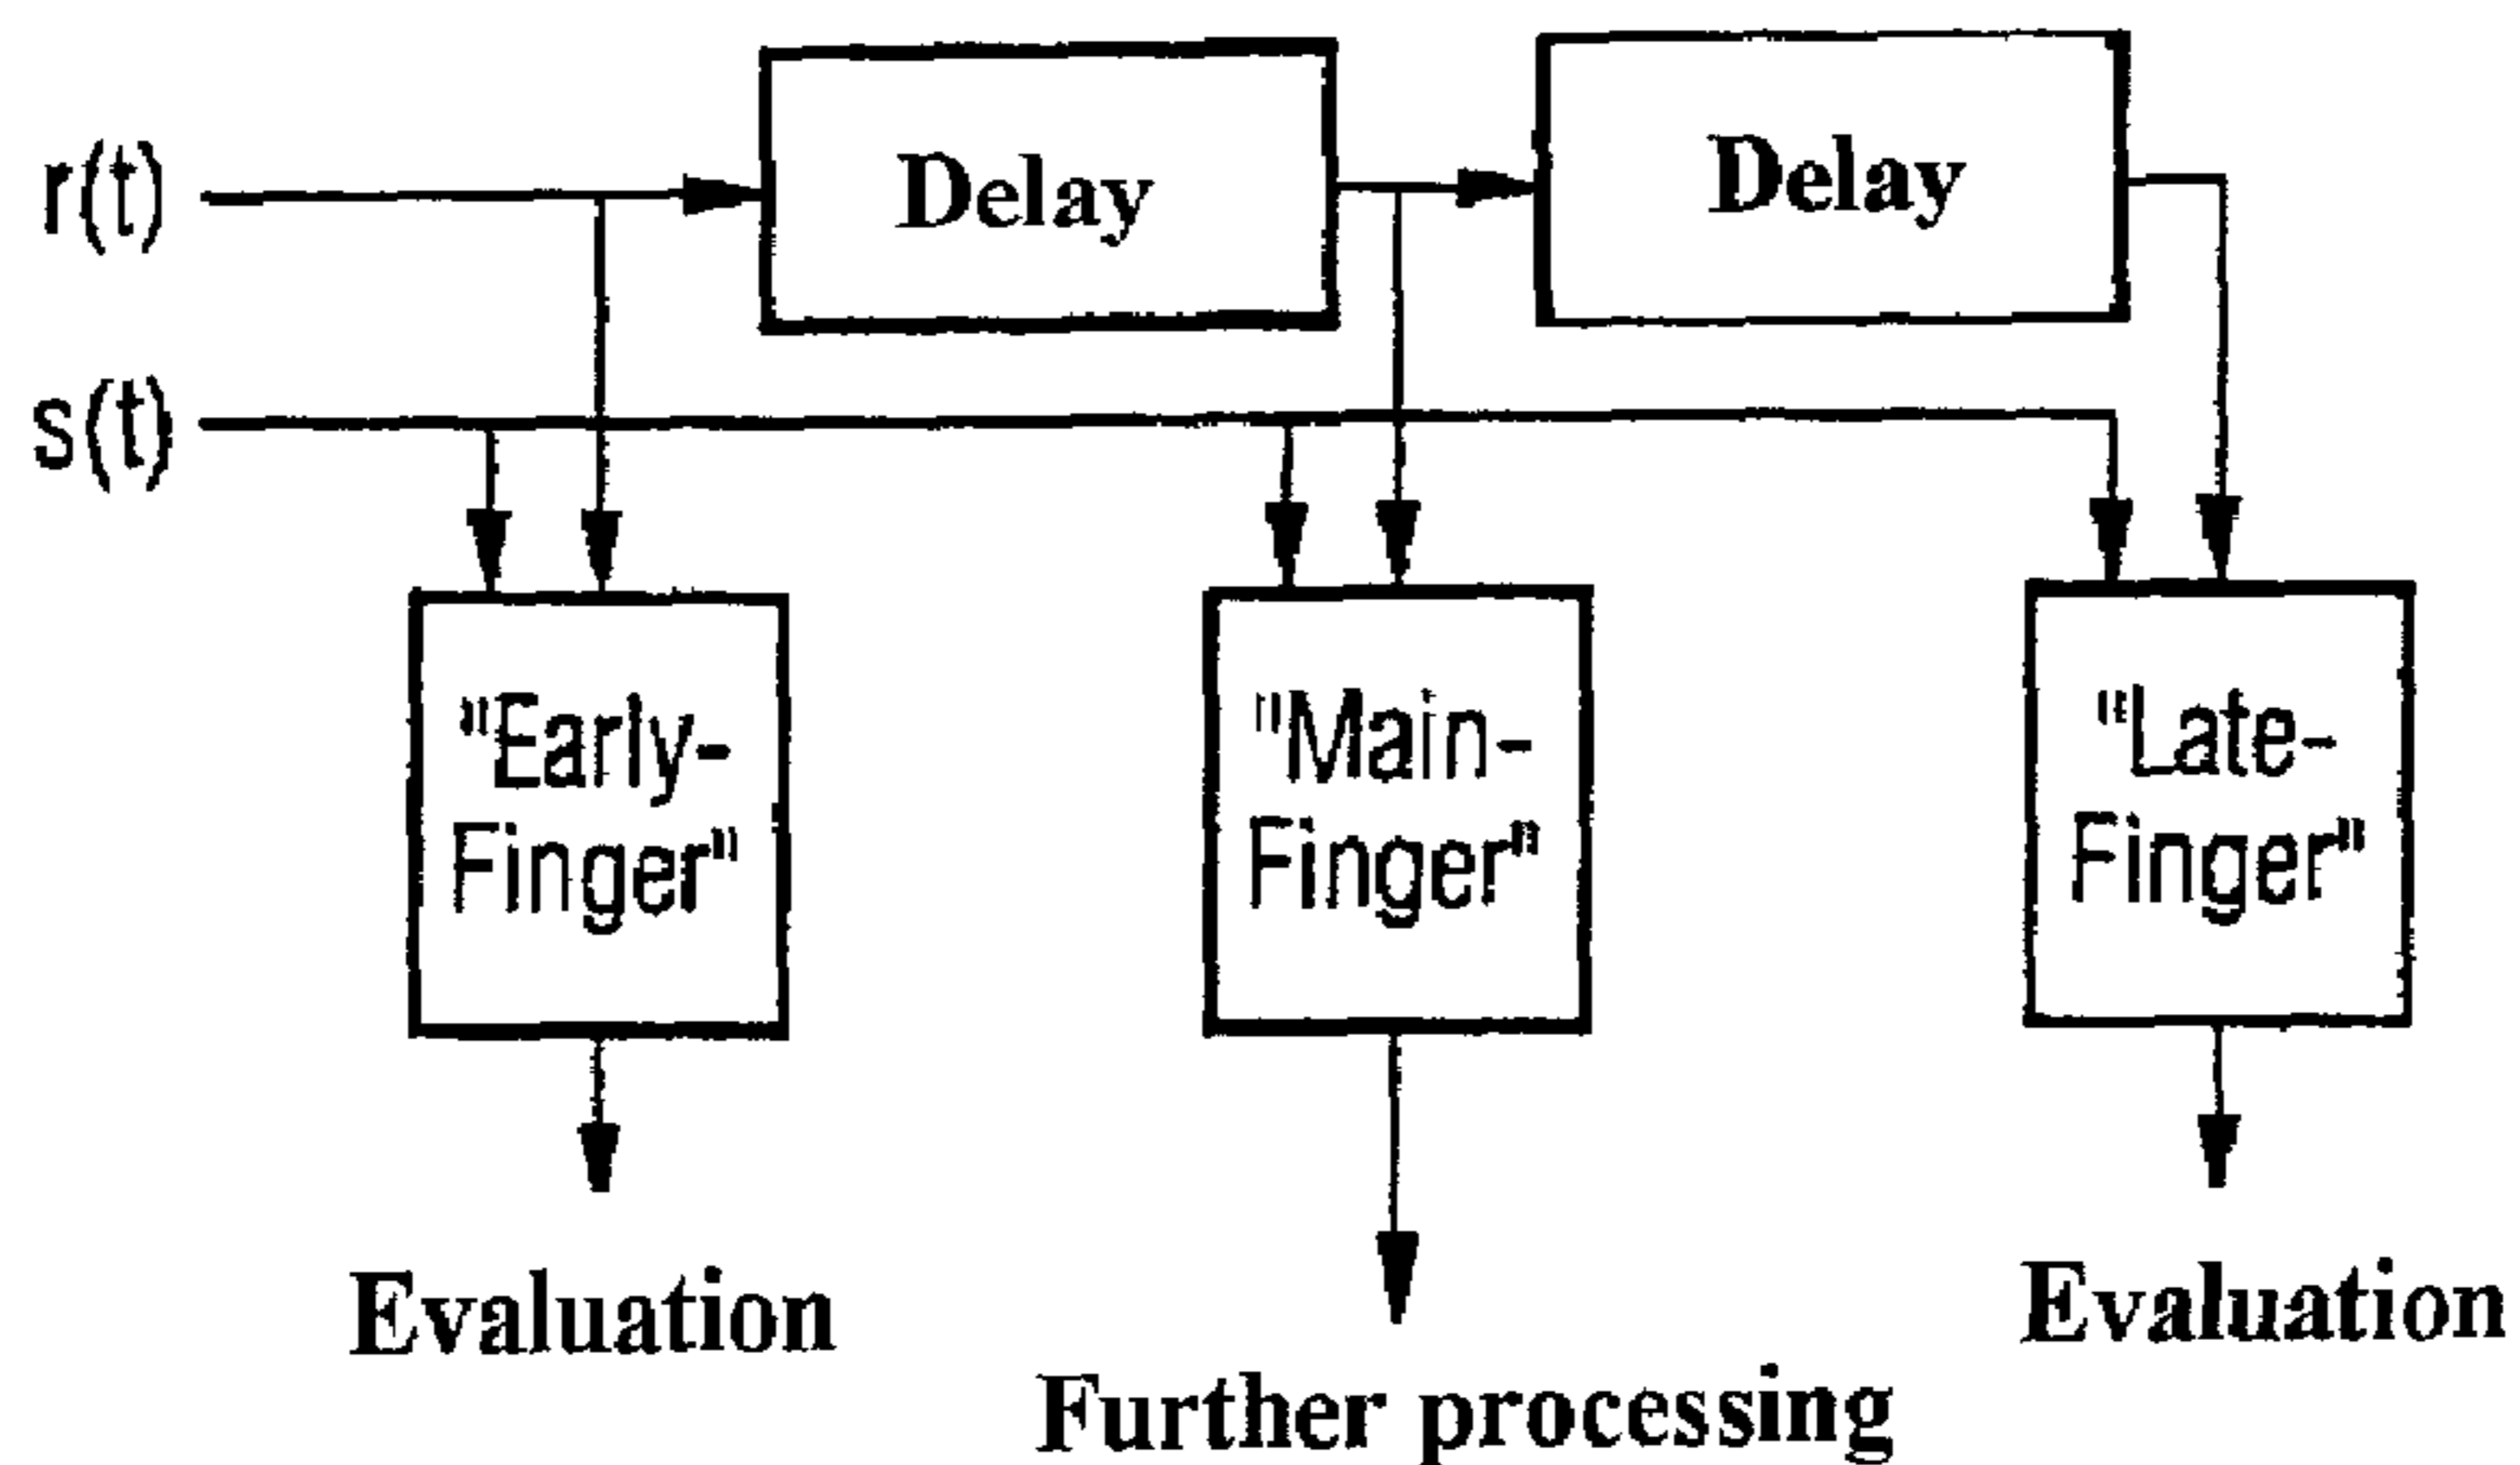 r(t)
Delay
Delay
s(t)
"Early-
Finger"
"Main-
Finger"
"Late-
Finger"
Evaluation
Further processing
Evaluation